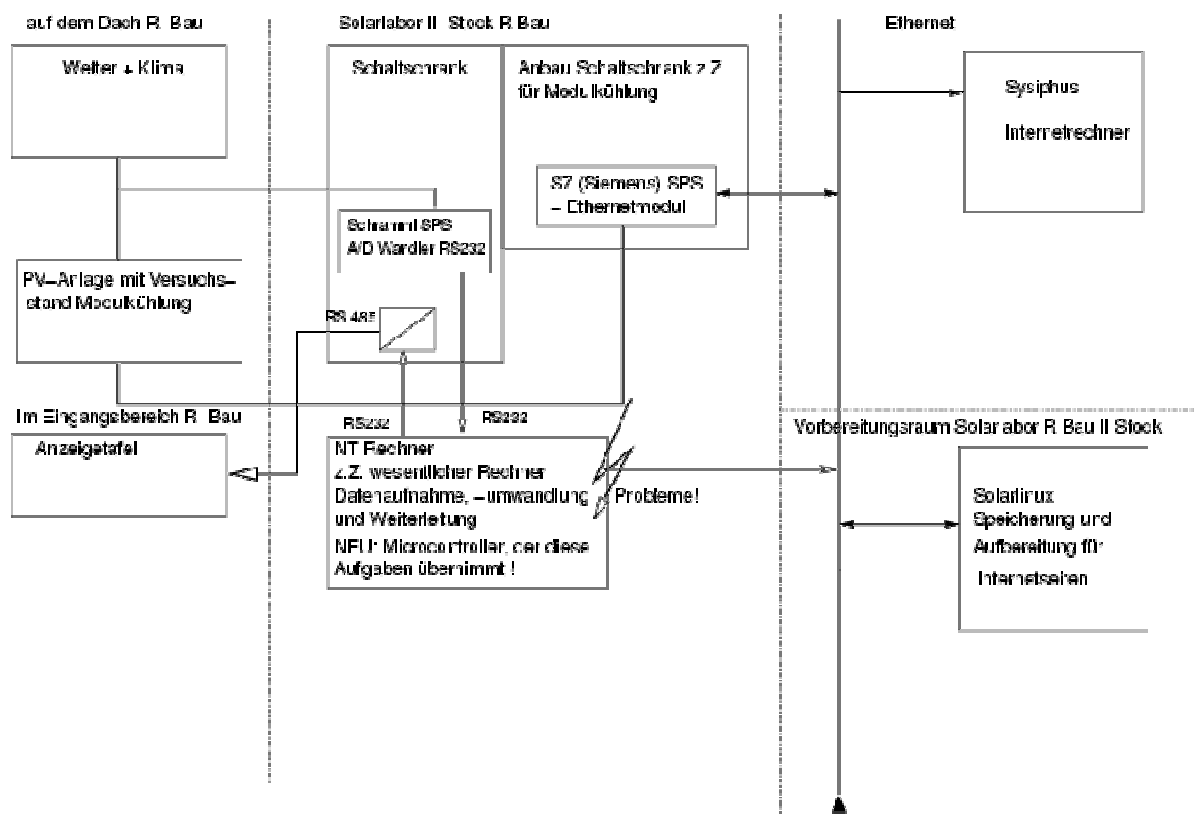 auf dem Dach R. Bau
Wetter + Klima
PV-Anlage mit Versuchs-
stand Modulkühlung
Im Eingangsbereich R. Bau
Anzeigetafel
Solarlabor II. Stock R. Bau
Schaltschrank
Anbau Schaltschrank z.Z
für Modulkühlung
S7 (Siemens) SPS
– Ethernetmodul
SPS
A/D Wandler RS232
RS 485
RS232
RS232
NT Rechner
z.Z. wesentlicher Rechner
Datenaufnahme, –umwandlung
und Weiterleitung
NEU: Microcontroller, der diese
Aufgaben übernimmt !
Probleme!
Ethernet
Sysiphus
Internetrechner
Vorbereitungsraum Solarlabor R. Bau II Stock
Solarlinux
Speicherung und
Aufbereitung für
Internetseiten